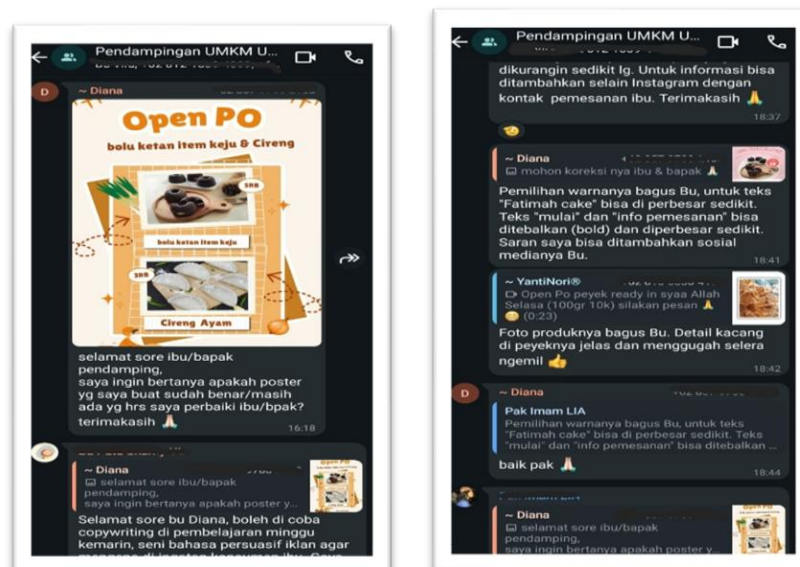 Pendampingan UMKM U...
D
~ Diana
Open PO
bolu ketan item keju & Cireng
bolu ketan item keju
Cireng Ayam
selamat sore ibu/bapak
pendamping,
saya ingin bertanya apakah poster
yg saya buat sudah benar/masih
ada yg hrs saya perbaiki ibu/bpak?
terimakasih 🙏
16:18
~ Diana
selamat sore ibu/bapak
pendamping,
saya ingin bertanya apakah poster y...
Selamat sore bu Diana, boleh di coba
copywriting di pembelajaran minggu
kemarin, seni bahasa persuasif iklan agar
Pendampingan UMKM U...
dikurangin sedikit Ig. Untuk informasi bisa
ditambahkan selain Instagram dengan
kontak pemesanan ibu. Terimakasih 🙏
18:37
~ Diana
mohon koreksi nya ibu & bapak 🙏
Pemilihan warnanya bagus Bu, untuk teks
"Fatimah cake" bisa di perbesar sedikit.
Teks "mulai" dan "info pemesanan" bisa
ditebalkan (bold) dan diperbesar sedikit.
Saran saya bisa ditambahkan sosial
medianya Bu.
18:41
~ YantiNori®
Open Po peyek ready in syaa Allah
Selasa (100gr 10k) silakan pesan 🙏
(0:23)
Foto produknya bagus Bu. Detail kacang
di peyeknya jelas dan menggugah selera
ngemil 👍
18:42
D
~ Diana
Pak Imam LIA
Pemilihan warnanya bagus Bu, untuk teks
"Fatimah cake" bisa di perbesar sedikit. Teks
"mulai" dan "info pemesanan" bisa ditebalkan ...
baik pak 🙏
18:44
~ Diana
Open PO
selamat sore ibu/bapak
pendamping,
saya ingin bertanya apakah poster y...